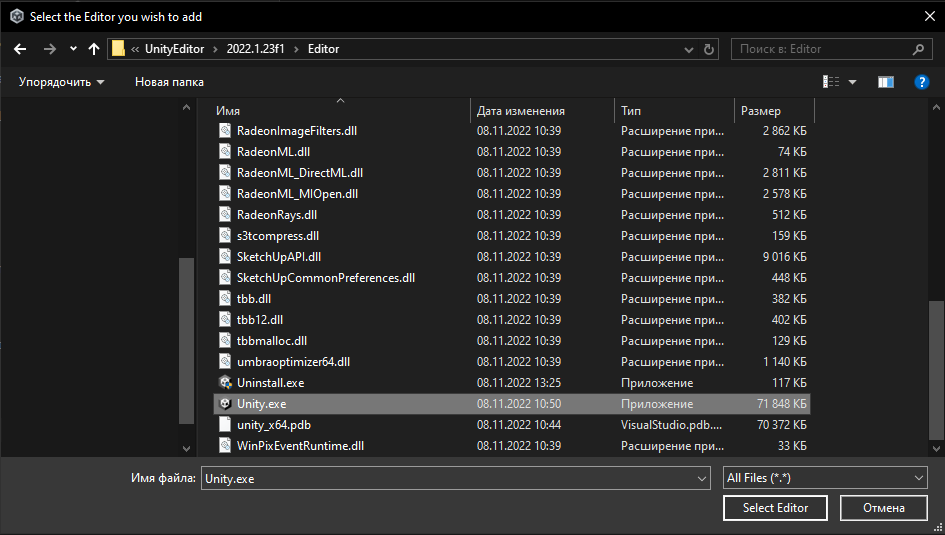 Select the Editor you wish to add
« UnityEditor > 2022.1.23f1 > Editor
Поиск в: Editor
Упорядочить Новая папка
Имя Дата изменения Тип Размер
RadeonImageFilters.dll 08.11.2022 10:39 Расширение при... 2 862 КБ
RadeonML.dll 08.11.2022 10:39 Расширение при... 74 КБ
RadeonML_DirectML.dll 08.11.2022 10:39 Расширение при... 2 811 КБ
RadeonML_MIOpen.dll 08.11.2022 10:39 Расширение при... 2 578 КБ
RadeonRays.dll 08.11.2022 10:39 Расширение при... 512 КБ
s3tcompress.dll 08.11.2022 10:39 Расширение при... 159 КБ
SketchUpAPI.dll 08.11.2022 10:39 Расширение при... 9 016 КБ
SketchUpCommonPreferences.dll 08.11.2022 10:39 Расширение при... 448 КБ
tbb.dll 08.11.2022 10:39 Расширение при... 382 КБ
tbb12.dll 08.11.2022 10:39 Расширение при... 402 КБ
tbbmalloc.dll 08.11.2022 10:39 Расширение при... 129 КБ
umbraoptimizer64.dll 08.11.2022 10:39 Расширение при... 1 140 КБ
Uninstall.exe 08.11.2022 13:25 Приложение 117 КБ
Unity.exe 08.11.2022 10:50 Приложение 71 848 КБ
unity_x64.pdb 08.11.2022 10:44 VisualStudio.pdb.... 70 372 КБ
WinPixEventRuntime.dll 08.11.2022 10:39 Расширение при... 33 КБ
Имя файла: Unity.exe All Files (*.*)
Select Editor Отмена